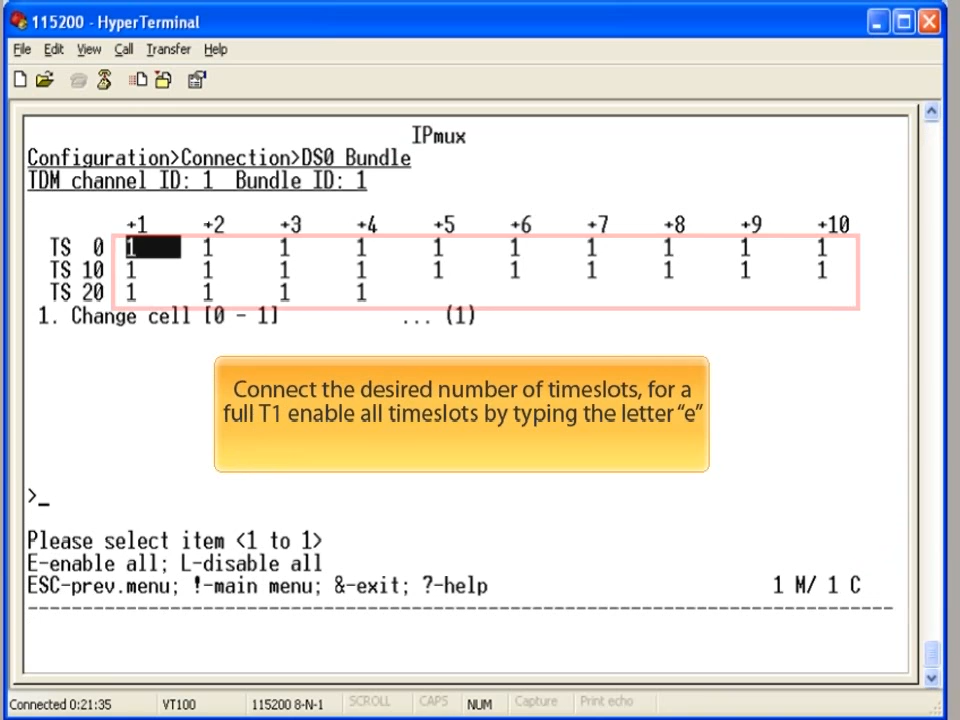 115200 - HyperTerminal
File Edit View Call Transfer Help
IPmux
Configuration>Connection>DS0 Bundle
TDM channel ID: 1 Bundle ID: 1
+1 +2 +3 +4 +5 +6 +7 +8 +9 +10
TS 0 1 1 1 1 1 1 1 1 1 1
TS 10 1 1 1 1 1 1 1 1 1 1
TS 20 1 1 1 1
1. Change cell [0 - 1] ... (1)
Connect the desired number of timeslots, for a
full T1 enable all timeslots by typing the letter “e”
>_
Please select item <1 to 1>
E-enable all; L-disable all
ESC-prev.menu; !-main menu; &-exit; ?-help 1 M/ 1 C
--------------------------------------------------------------------------------
Connected 0:21:35 VT100 115200 8-N-1 SCROLL CAPS NUM Capture Print echo